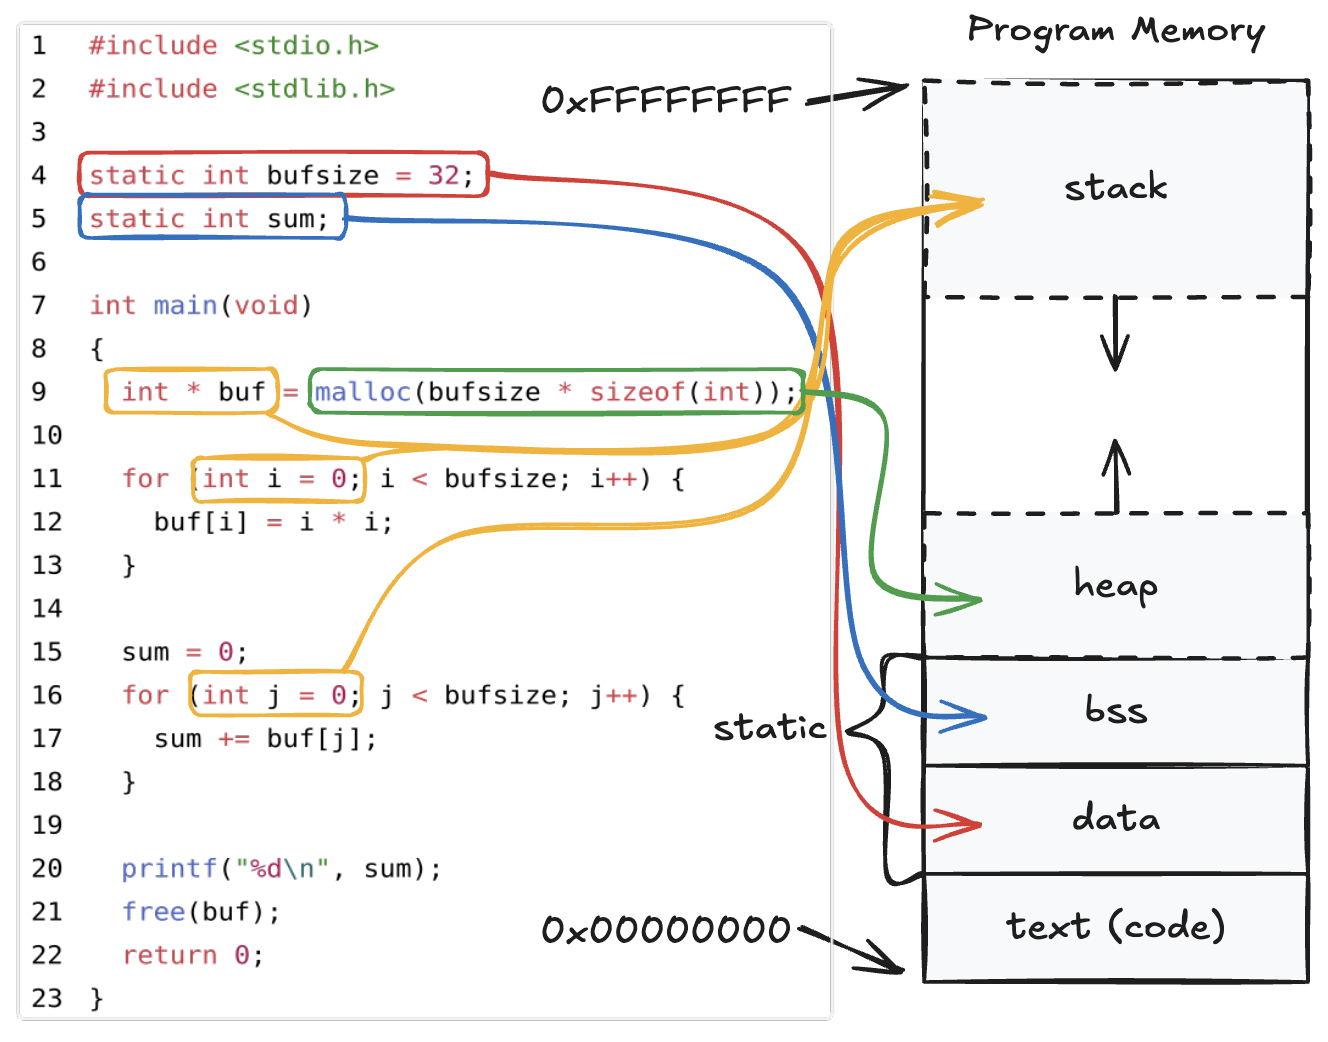 Program Memory
1 #include <stdio.h>
2 #include <stdlib.h>
3
4 static int bufsize = 32;
5 static int sum;
6
7 int main(void)
8 {
9 int * buf = malloc(bufsize * sizeof(int));
10
11 for (int i = 0; i < bufsize; i++) {
12 buf[i] = i * i;
13 }
14
15 sum = 0;
16 for (int j = 0; j < bufsize; j++) {
17 sum += buf[j];
18 }
19
20 printf("%d\n", sum);
21 free(buf);
22 return 0;
23 }
0xFFFFFFFF
stack
heap
static
bss
data
0x00000000
text (code)